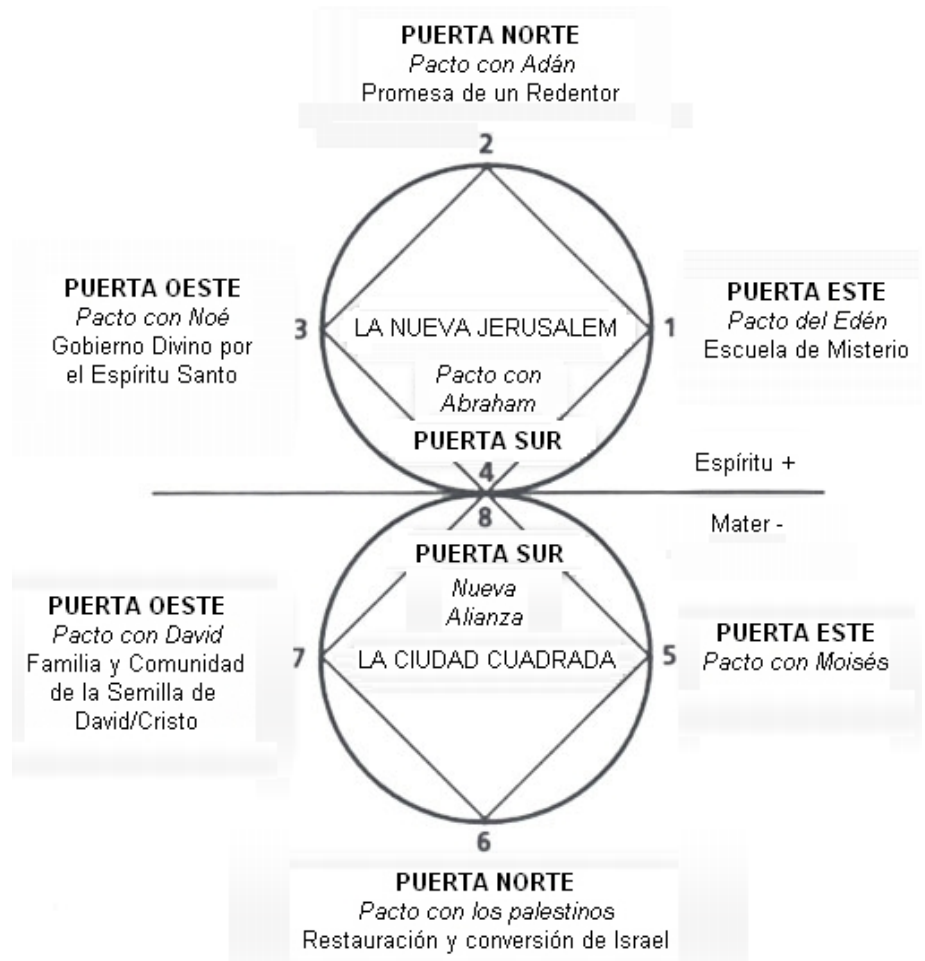 PUERTA NORTE
Pacto con Adán
Promesa de un Redentor
2
PUERTA OESTE
Pacto con Noé
Gobierno Divino por
el Espíritu Santo
3
LA NUEVA JERUSALEM
Pacto con
Abraham
PUERTA SUR
4
1
PUERTA ESTE
Pacto del Edén
Escuela de Misterio
Espíritu +
Mater -
8
PUERTA SUR
Nueva
Alianza
LA CIUDAD CUADRADA
PUERTA OESTE
Pacto con David
Familia y Comunidad
de la Semilla de
David/Cristo
7
5
PUERTA ESTE
Pacto con Moisés
6
PUERTA NORTE
Pacto con los palestinos
Restauración y conversión de Israel